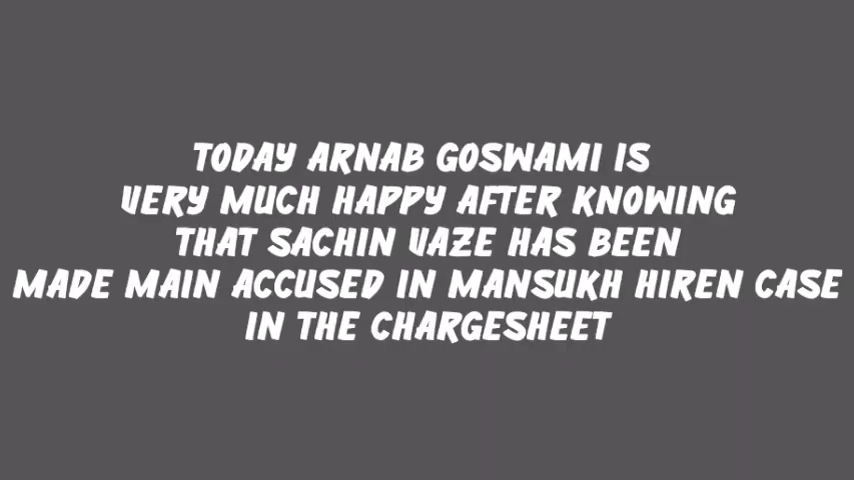 TODAY ARNAB GOSWAMI IS
VERY MUCH HAPPY AFTER KNOWING
THAT SACHIN VAZE HAS BEEN
MADE MAIN ACCUSED IN MANSUKH HIREN CASE
IN THE CHARGESHEET